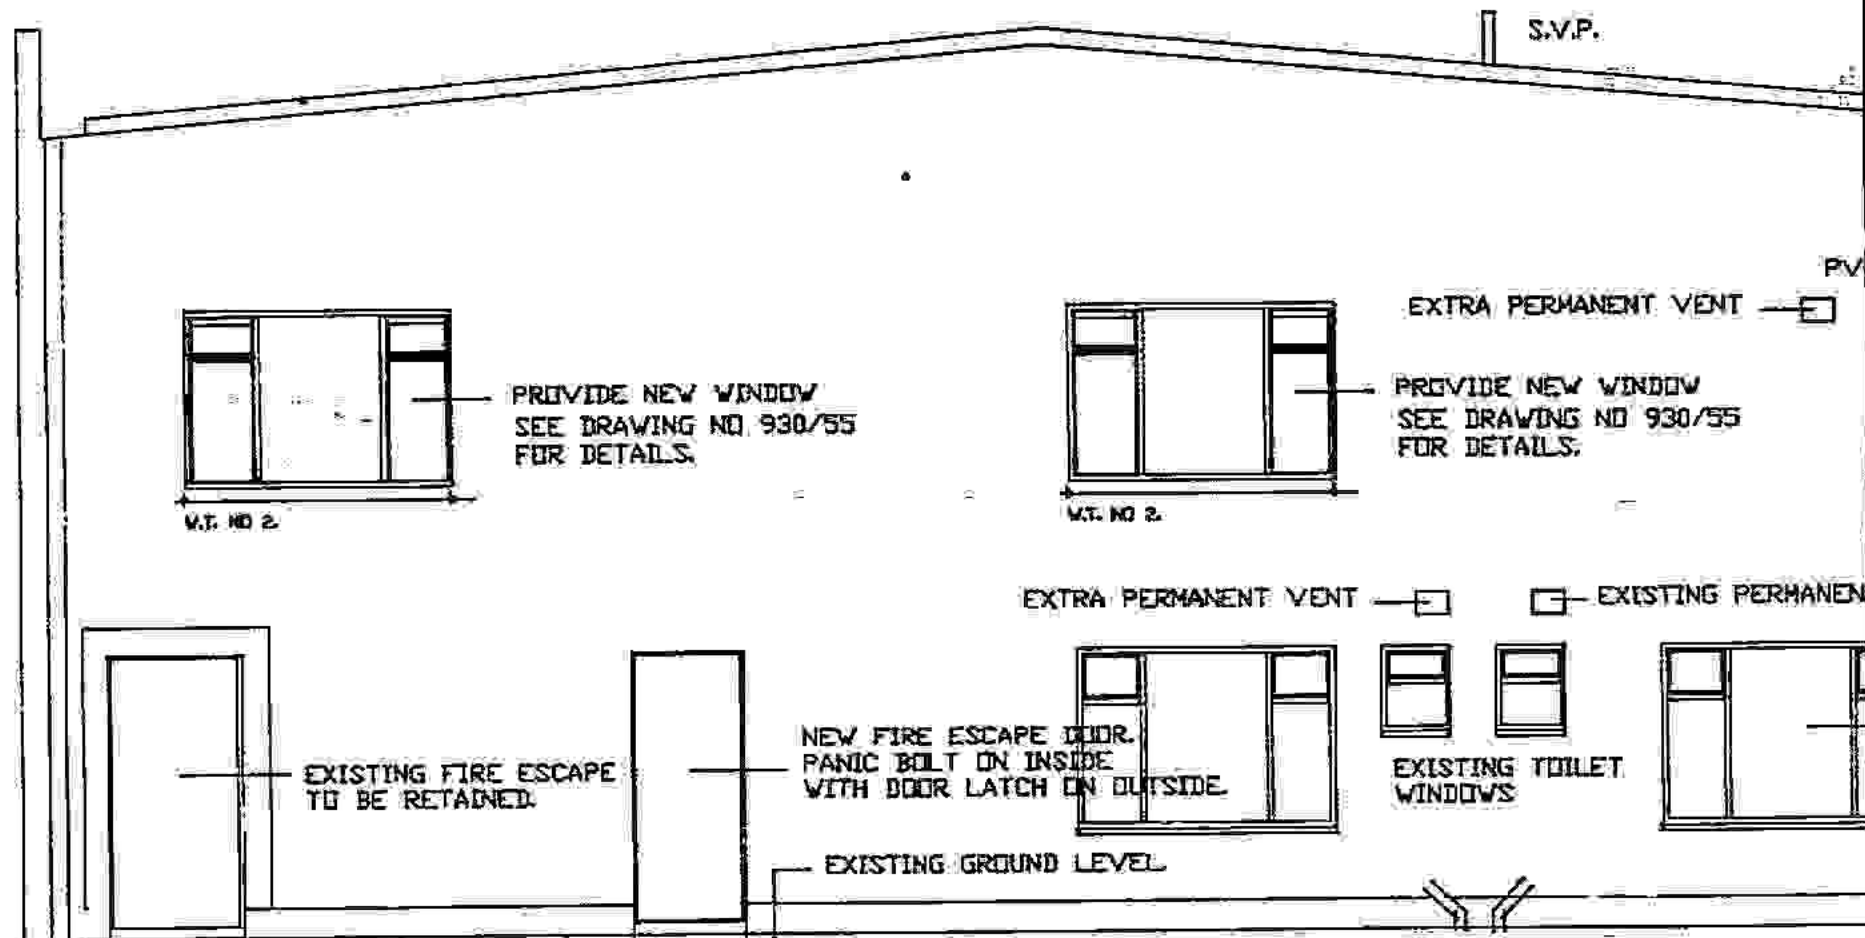 S.V.P.
PV
EXTRA PERMANENT VENT
PROVIDE NEW WINDOW
SEE DRAWING NO 930/55
FOR DETAILS.
PROVIDE NEW WINDOW
SEE DRAWING NO 930/55
FOR DETAILS.
W.T. NO 2.
W.T. NO 2.
EXTRA PERMANENT VENT
EXISTING PERMANEN
NEW FIRE ESCAPE DOOR.
PANIC BOLT ON INSIDE
WITH DOOR LATCH ON OUTSIDE.
EXISTING FIRE ESCAPE
TO BE RETAINED.
EXISTING TOILET
WINDOWS
EXISTING GROUND LEVEL